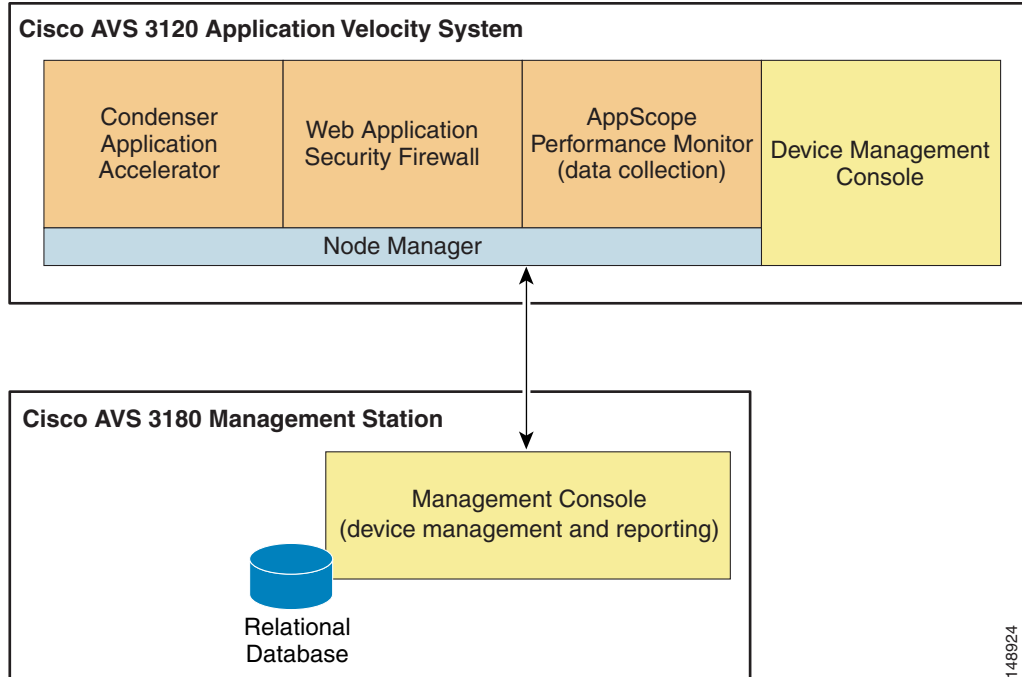 Cisco AVS 3120 Application Velocity System
Condenser
Application
Accelerator
Web Application
Security Firewall
AppScope
Performance Monitor
(data collection)
Device Management
Console
Node Manager
Cisco AVS 3180 Management Station
Management Console
(device management and reporting)
Relational
Database
148924